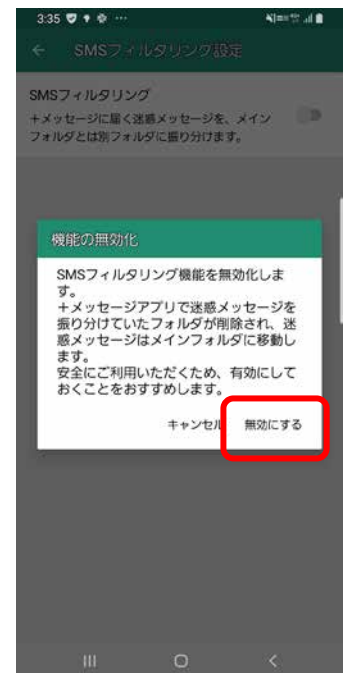 3:35
SMSフィルタリング設定
SMSフィルタリング
+メッセージに届く迷惑メッセージを、メイン
フォルダとは別フォルダに振り分けます。
機能の無効化
SMSフィルタリング機能を無効化しま
す。
+メッセージアプリで迷惑メッセージを
振り分けていたフォルダが削除され、迷
惑メッセージはメインフォルダに移動し
ます。
安全にご利用いただくため、有効にして
おくことをおすすめします。
キャンセル 無効にする